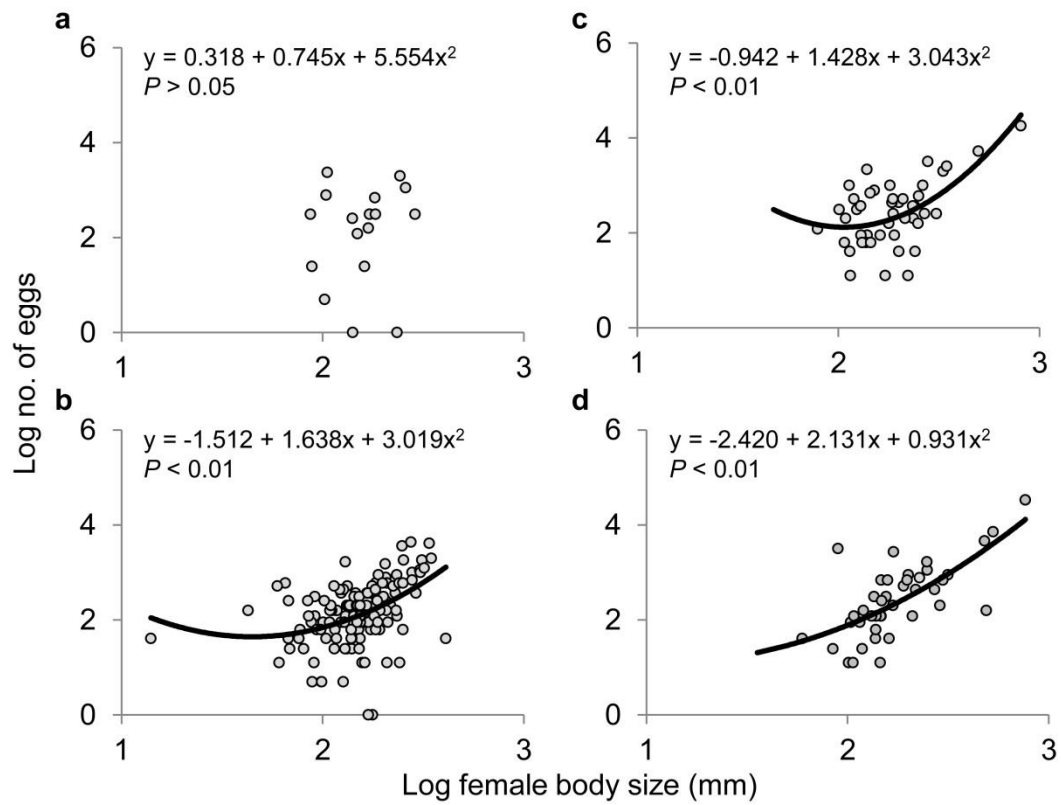 a
y = 0.318 + 0.745x + 5.554x²
P > 0.05
6
4
2
0
1 2 3
c
y = -0.942 + 1.428x + 3.043x²
P < 0.01
6
4
2
0
1 2 3
b
y = -1.512 + 1.638x + 3.019x²
P < 0.01
6
4
2
0
1 2 3
d
y = -2.420 + 2.131x + 0.931x²
P < 0.01
6
4
2
0
1 2 3
Log no. of eggs
Log female body size (mm)